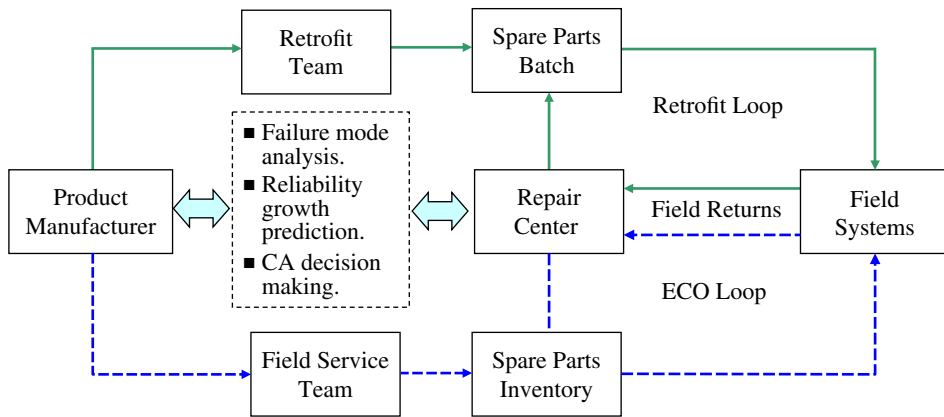 Retrofit
Team
Spare Parts
Batch
Retrofit Loop
■ Failure mode
analysis.
■ Reliability
growth
prediction.
■ CA decision
making.
Product
Manufacturer
Repair
Center
Field Returns
Field
Systems
ECO Loop
Field Service
Team
Spare Parts
Inventory